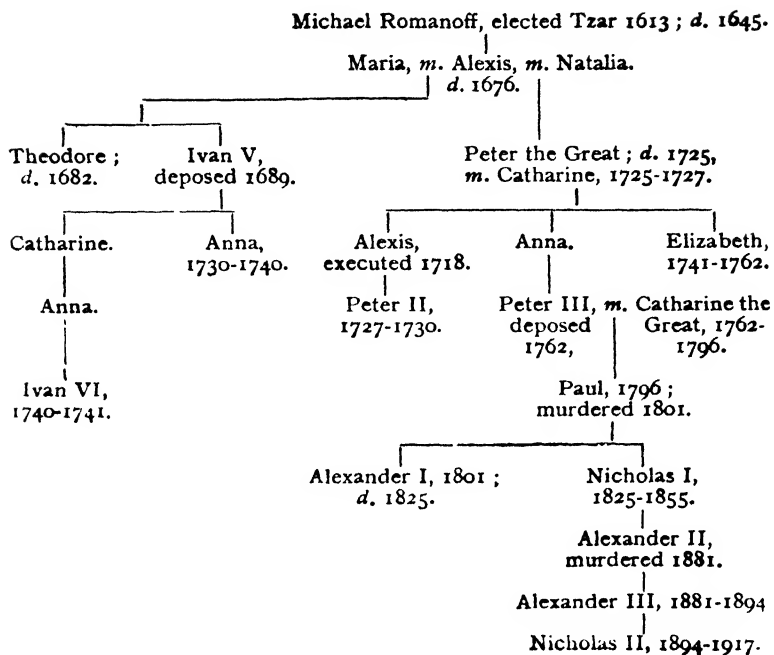 Michael Romanoff, elected Tzar 1613 ; d. 1645.
Maria, m. Alexis, m. Natalia.
d. 1676.
Theodore ;
d. 1682.
Ivan V,
deposed 1689.
Peter the Great ; d. 1725,
m. Catharine, 1725-1727.
Catharine.
Anna,
1730-1740.
Alexis,
executed 1718.
Anna.
Elizabeth,
1741-1762.
Anna.
Peter II,
1727-1730.
Peter III, m. Catharine the
deposed Great, 1762-
1762, 1796.
Ivan VI,
1740-1741.
Paul, 1796 ;
murdered 1801.
Alexander I, 1801 ;
d. 1825.
Nicholas I,
1825-1855.
Alexander II,
murdered 1881.
Alexander III, 1881-1894
Nicholas II, 1894-1917.